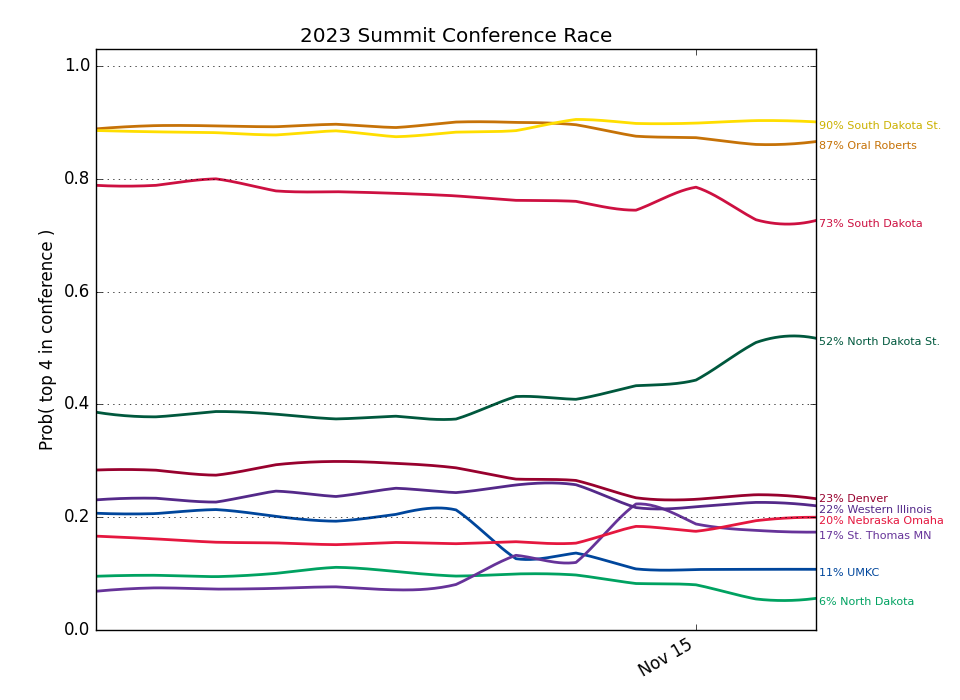 2023 Summit Conference Race
Prob( top 4 in conference )
1.0
0.8
0.6
0.4
0.2
0.0
Nov 15
90% South Dakota St.
87% Oral Roberts
73% South Dakota
52% North Dakota St.
23% Denver
22% Western Illinois
20% Nebraska Omaha
17% St. Thomas MN
11% UMKC
6% North Dakota